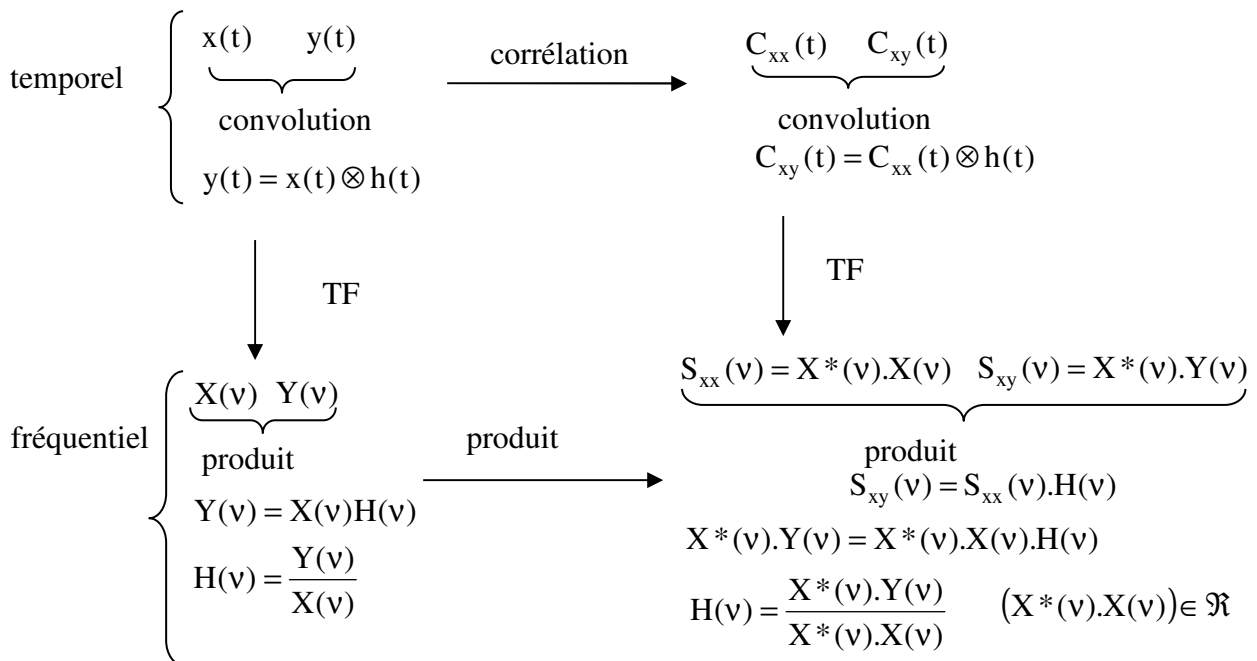 temporel
x(t) y(t)
convolution
y(t) = x(t) ⊗ h(t)
corrélation
C_xx(t) C_xy(t)
convolution
C_xy(t) = C_xx(t) ⊗ h(t)
TF
TF
fréquentiel
X(ν) Y(ν)
produit
Y(ν) = X(ν)H(ν)
H(ν) = Y(ν) / X(ν)
produit
S_xx(ν) = X*(ν).X(ν) S_xy(ν) = X*(ν).Y(ν)
produit
S_xy(ν) = S_xx(ν).H(ν)
X*(ν).Y(ν) = X*(ν).X(ν).H(ν)
H(ν) = X*(ν).Y(ν) / X*(ν).X(ν) (X*(ν).X(ν)) ∈ ℜ